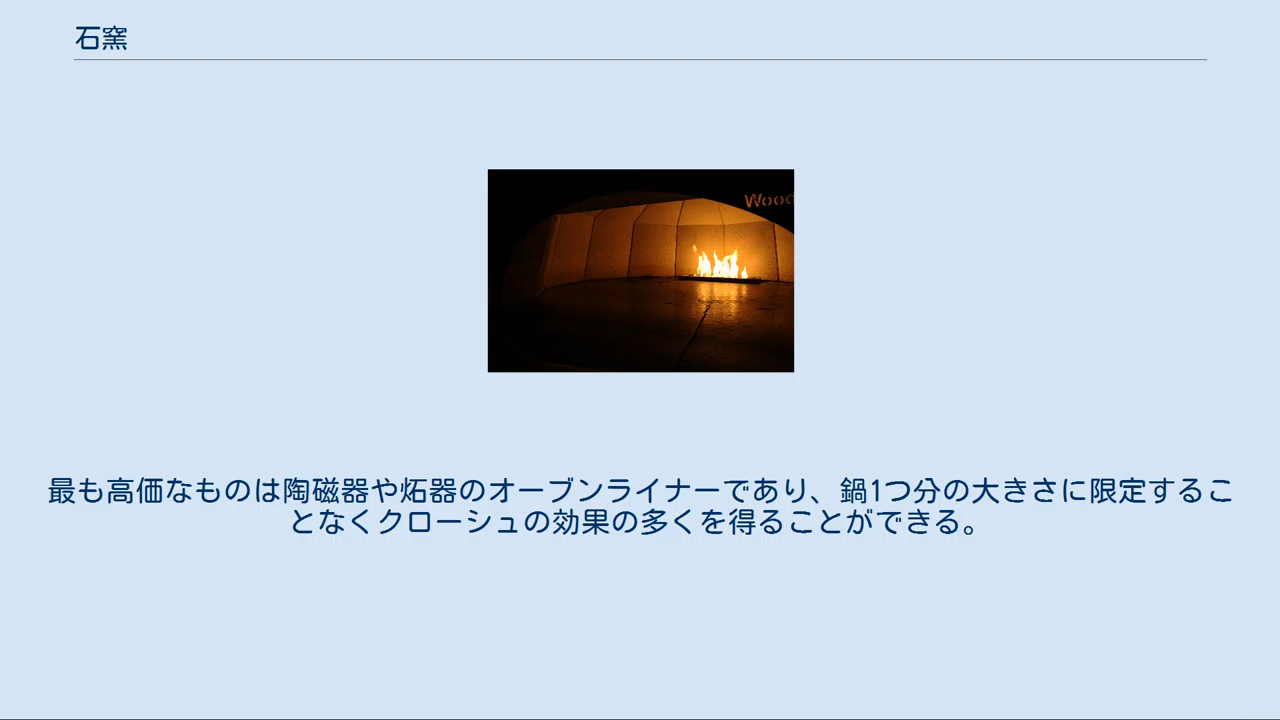 石窯
Wood
最も高価なものは陶磁器や炻器のオーブンライナーであり、鍋1つ分の大きさに限定するこ
となくクローシュの効果の多くを得ることができる。